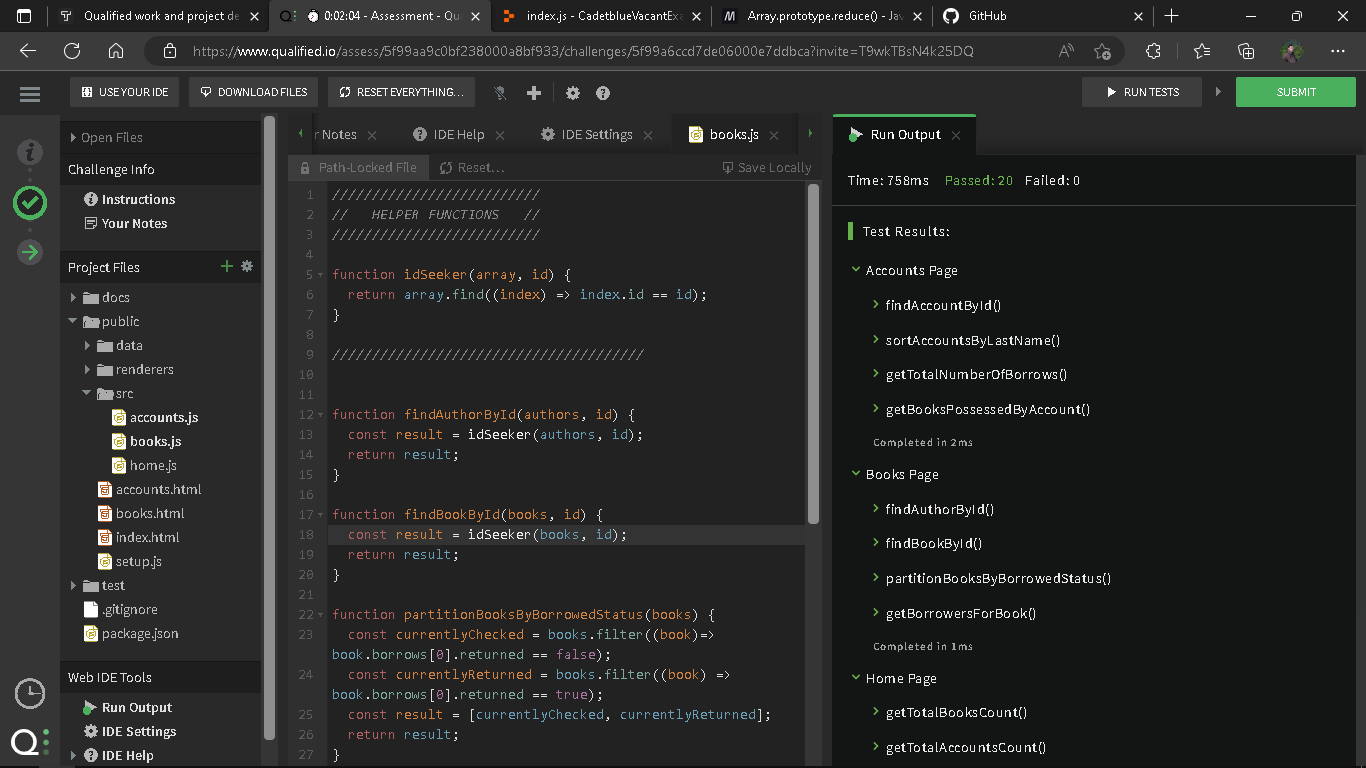 Qualified work and project de
0:02:04 - Assessment - Qu
index.js - CadetblueVacantExa
Array.prototype.reduce() - Jav
GitHub
https://www.qualified.io/assess/5f99aa9c0bf238000a8bf933/challenges/5f99a6ccd7de06000e7ddbca?invite=T9wkTBsN4k25DQ
USE YOUR IDE
DOWNLOAD FILES
RESET EVERYTHING...
RUN TESTS
SUBMIT
Open Files
Challenge Info
Instructions
Your Notes
Project Files
docs
public
data
renderers
src
accounts.js
books.js
home.js
accounts.html
books.html
index.html
setup.js
test
.gitignore
package.json
Web IDE Tools
Run Output
IDE Settings
IDE Help
r Notes
IDE Help
IDE Settings
books.js
Path-Locked File
Reset...
Save Locally
1 //////////////////////////
2 //   HELPER FUNCTIONS   //
3 //////////////////////////
4
5 function idSeeker(array, id) {
6 return array.find((index) => index.id == id);
7 }
8
9 ///////////////////////////////////////
10
11
12 function findAuthorById(authors, id) {
13 const result = idSeeker(authors, id);
14 return result;
15 }
16
17 function findBookById(books, id) {
18 const result = idSeeker(books, id);
19 return result;
20 }
21
22 function partitionBooksByBorrowedStatus(books) {
23 const currentlyChecked = books.filter((book)=>
book.borrows[0].returned == false);
24 const currentlyReturned = books.filter((book) =>
book.borrows[0].returned == true);
25 const result = [currentlyChecked, currentlyReturned];
26 return result;
27 }
Run Output
Time: 758ms Passed: 20 Failed: 0
Test Results:
Accounts Page
findAccountById()
sortAccountsByLastName()
getTotalNumberOfBorrows()
getBooksPossessedByAccount()
Completed in 2ms
Books Page
findAuthorById()
findBookById()
partitionBooksByBorrowedStatus()
getBorrowersForBook()
Completed in 1ms
Home Page
getTotalBooksCount()
getTotalAccountsCount()